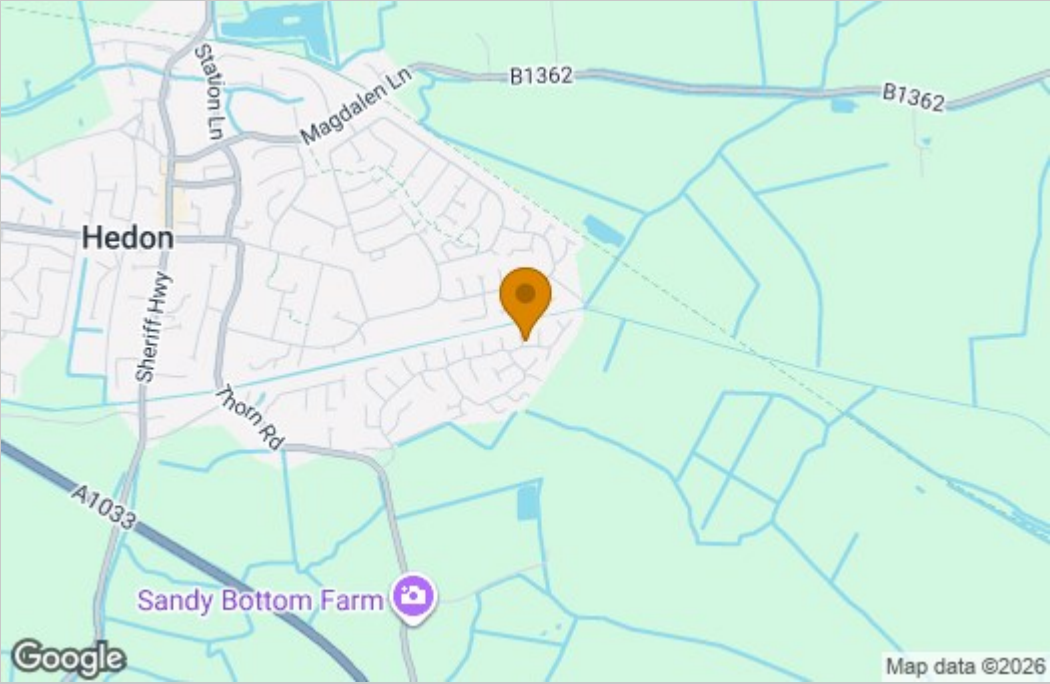 Station Ln
Magdalen Ln
B1362
B1362
Hedon
Sheriff Hwy
Thorn Rd
A1033
Sandy Bottom Farm
Google
Map data ©2026